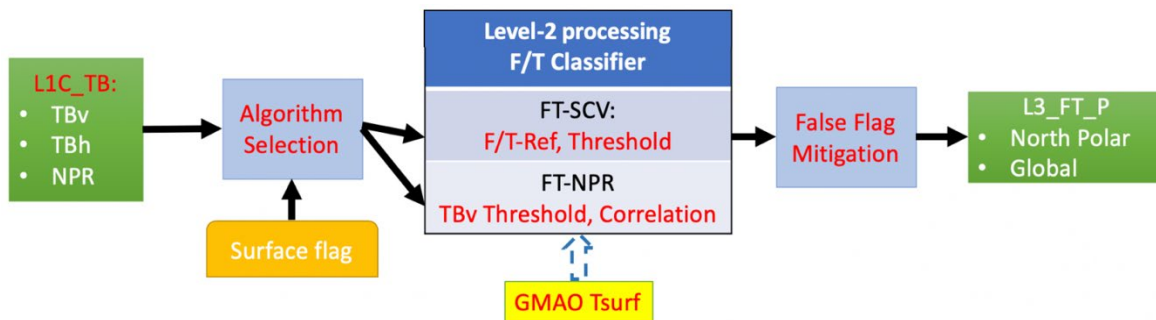 L1C_TB:
• TBv
• TBh
• NPR
Algorithm
Selection
Surface flag
Level-2 processing
F/T Classifier
FT-SCV:
F/T-Ref, Threshold
FT-NPR
TBv Threshold, Correlation
GMAO Tsurf
False Flag
Mitigation
L3_FT_P
• North Polar
• Global